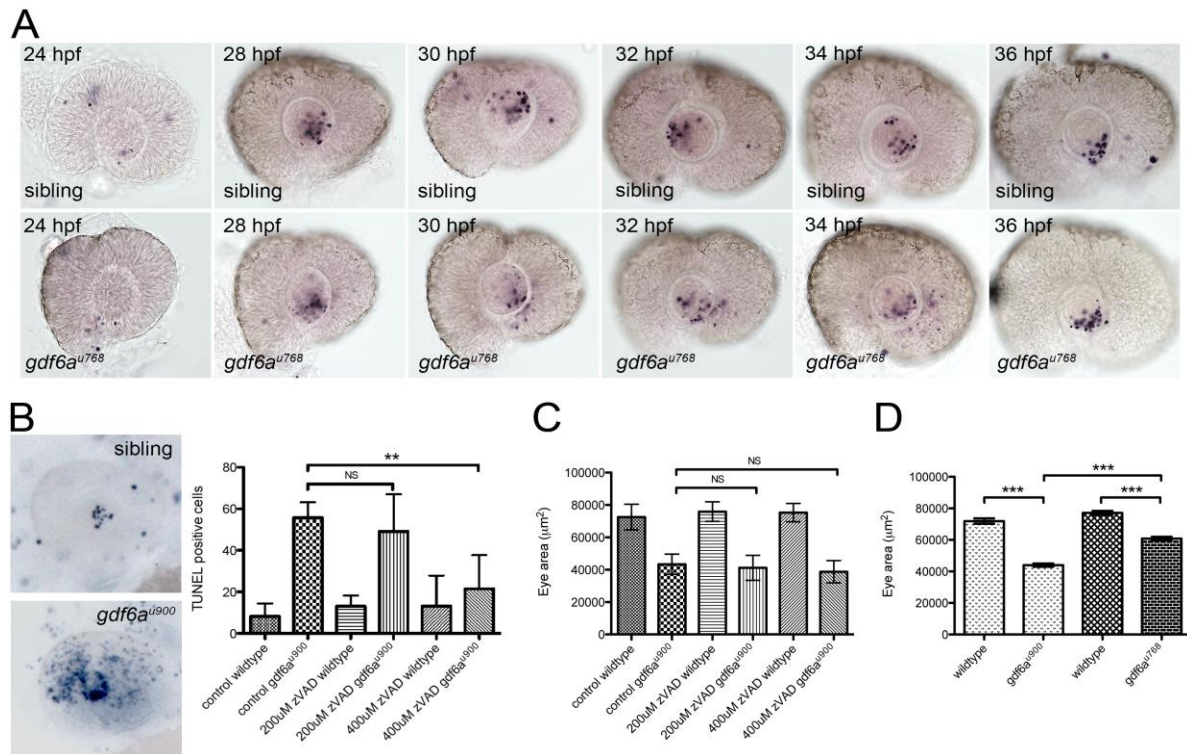 A
24 hpf
28 hpf
30 hpf
32 hpf
34 hpf
36 hpf
sibling
sibling
sibling
sibling
sibling
sibling
24 hpf
28 hpf
30 hpf
32 hpf
34 hpf
36 hpf
gdf6a^u768
gdf6a^u768
gdf6a^u768
gdf6a^u768
gdf6a^u768
gdf6a^u768
B
sibling
gdf6a^u900
TUNEL positive cells
80
60
40
20
0
**
NS
control wildtype
control gdf6a^u900
200uM zVAD wildtype
200uM zVAD gdf6a^u900
400uM zVAD wildtype
400uM zVAD gdf6a^u900
C
Eye area (µm²)
100000
80000
60000
40000
20000
0
NS
NS
control wildtype
control gdf6a^u900
200uM zVAD wildtype
200uM zVAD gdf6a^u900
400uM zVAD wildtype
400uM zVAD gdf6a^u900
D
Eye area (µm²)
100000
80000
60000
40000
20000
0
***
***
***
wildtype
gdf6a^u900
wildtype
gdf6a^u768